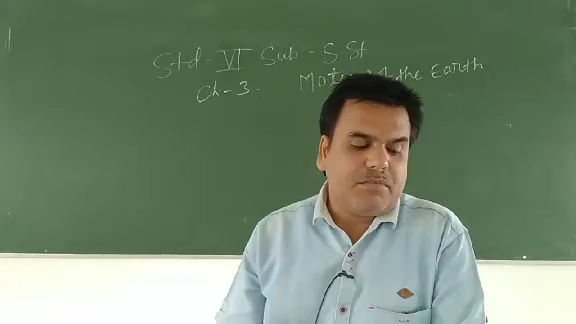 Std - VI Sub - S.St
Ch - 3. the Earth